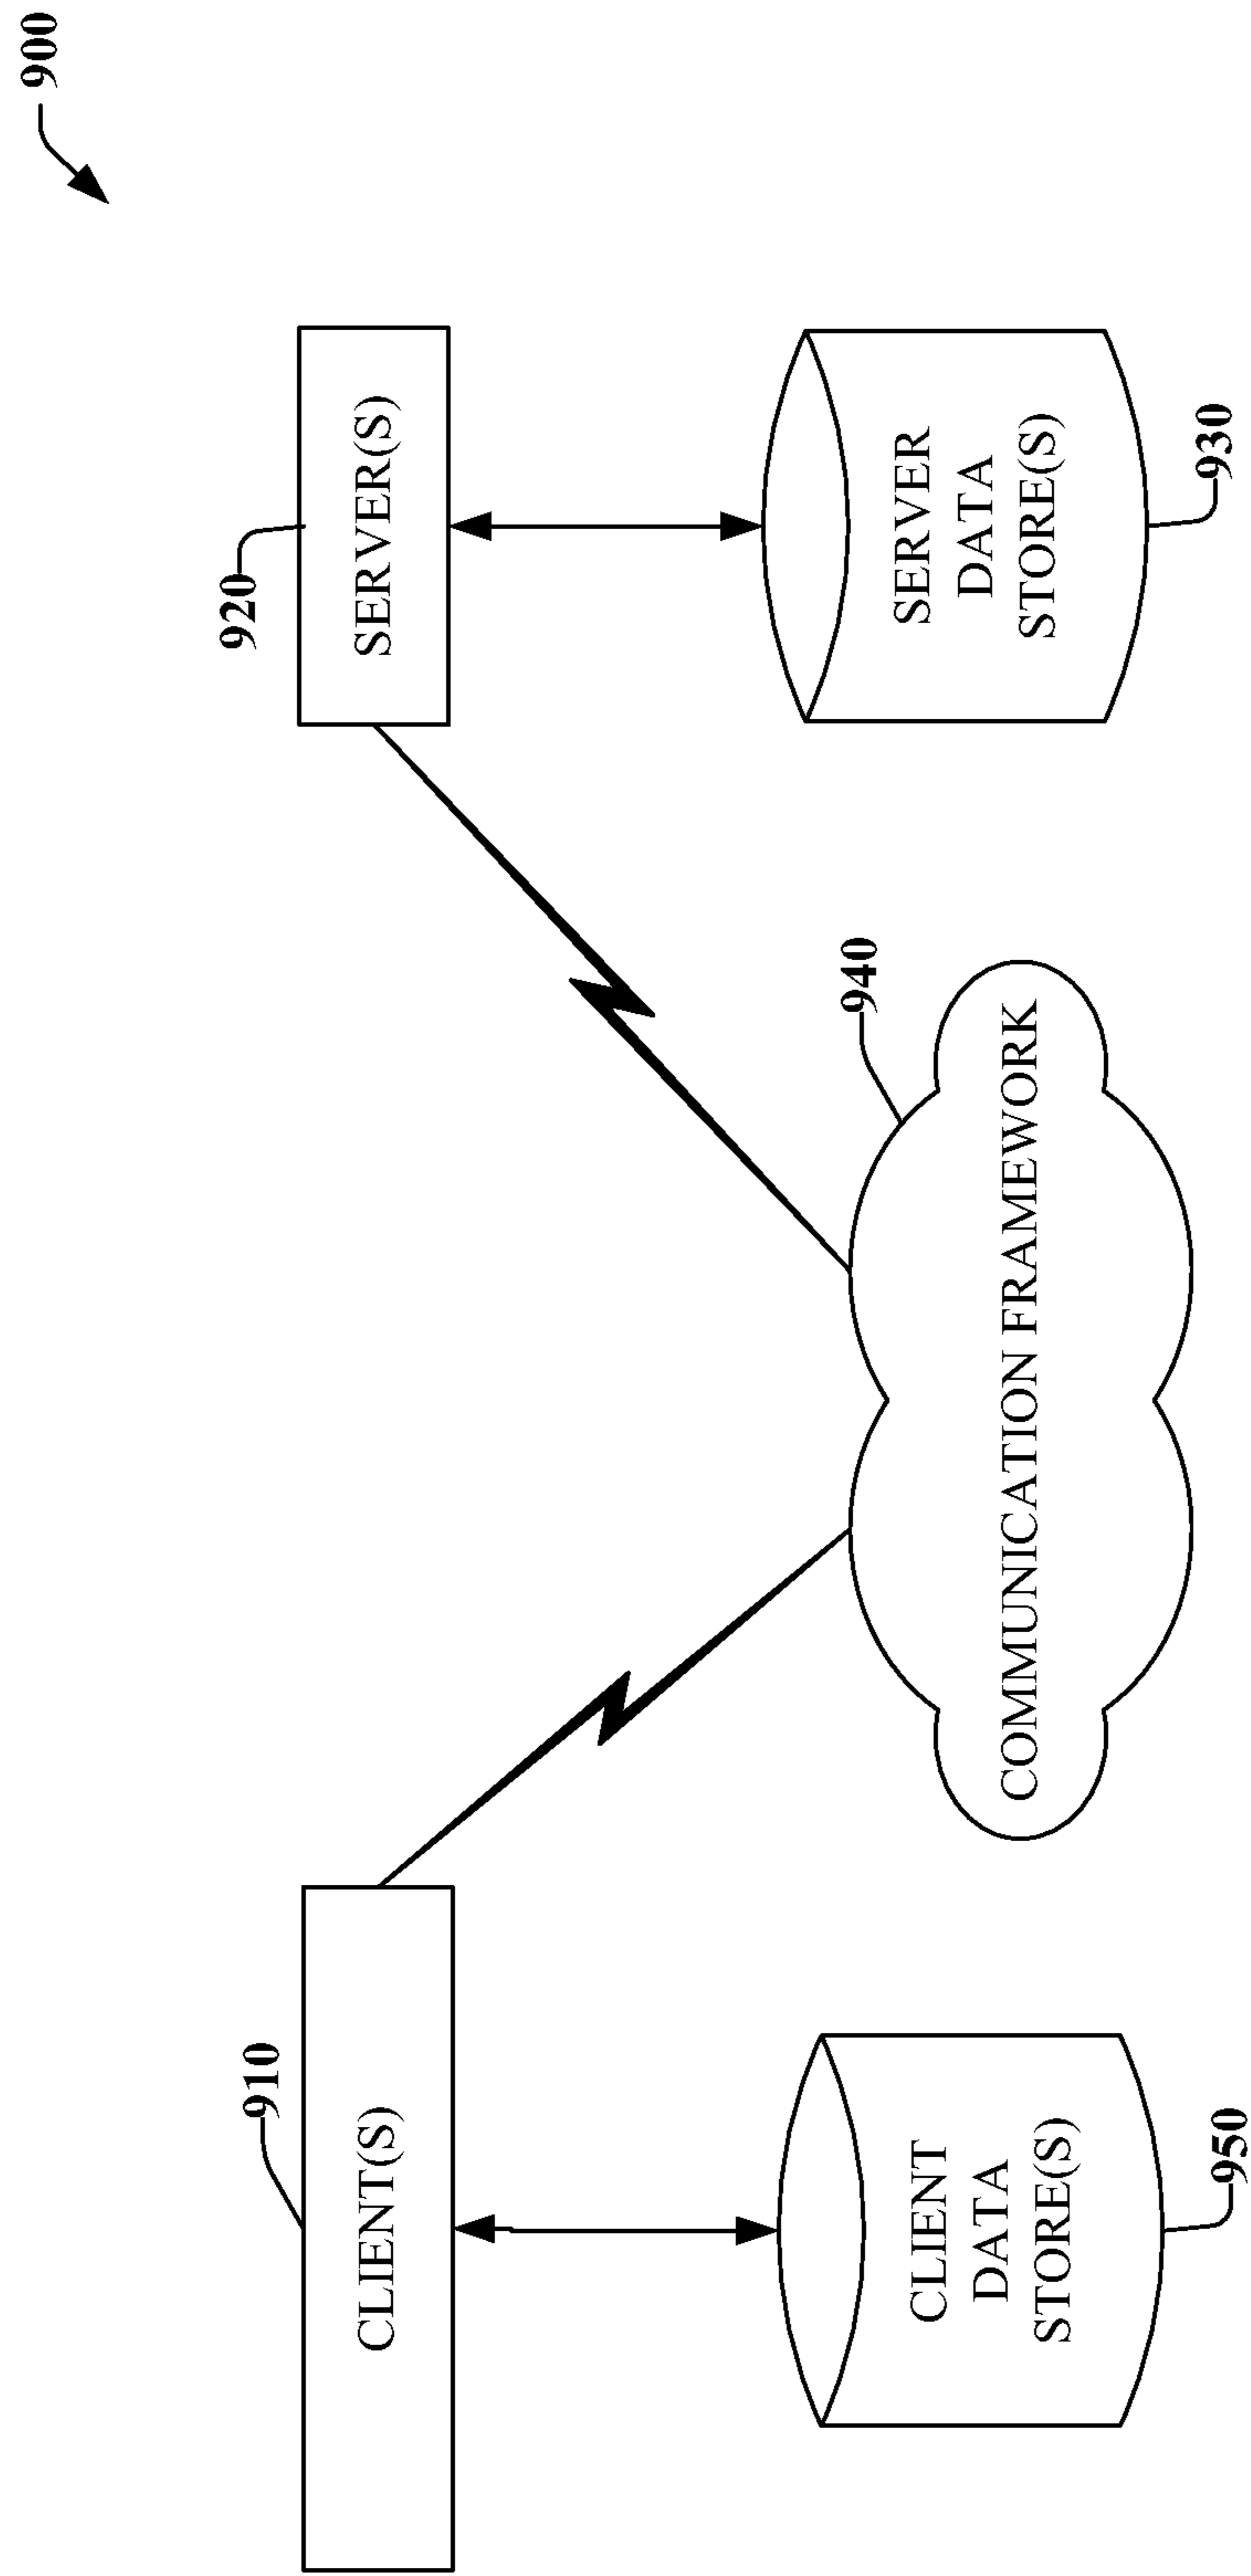 900
910
CLIENT(S)
920
SERVER(S)
940
COMMUNICATION FRAMEWORK
CLIENT
DATA
STORE(S)
950
SERVER
DATA
STORE(S)
930